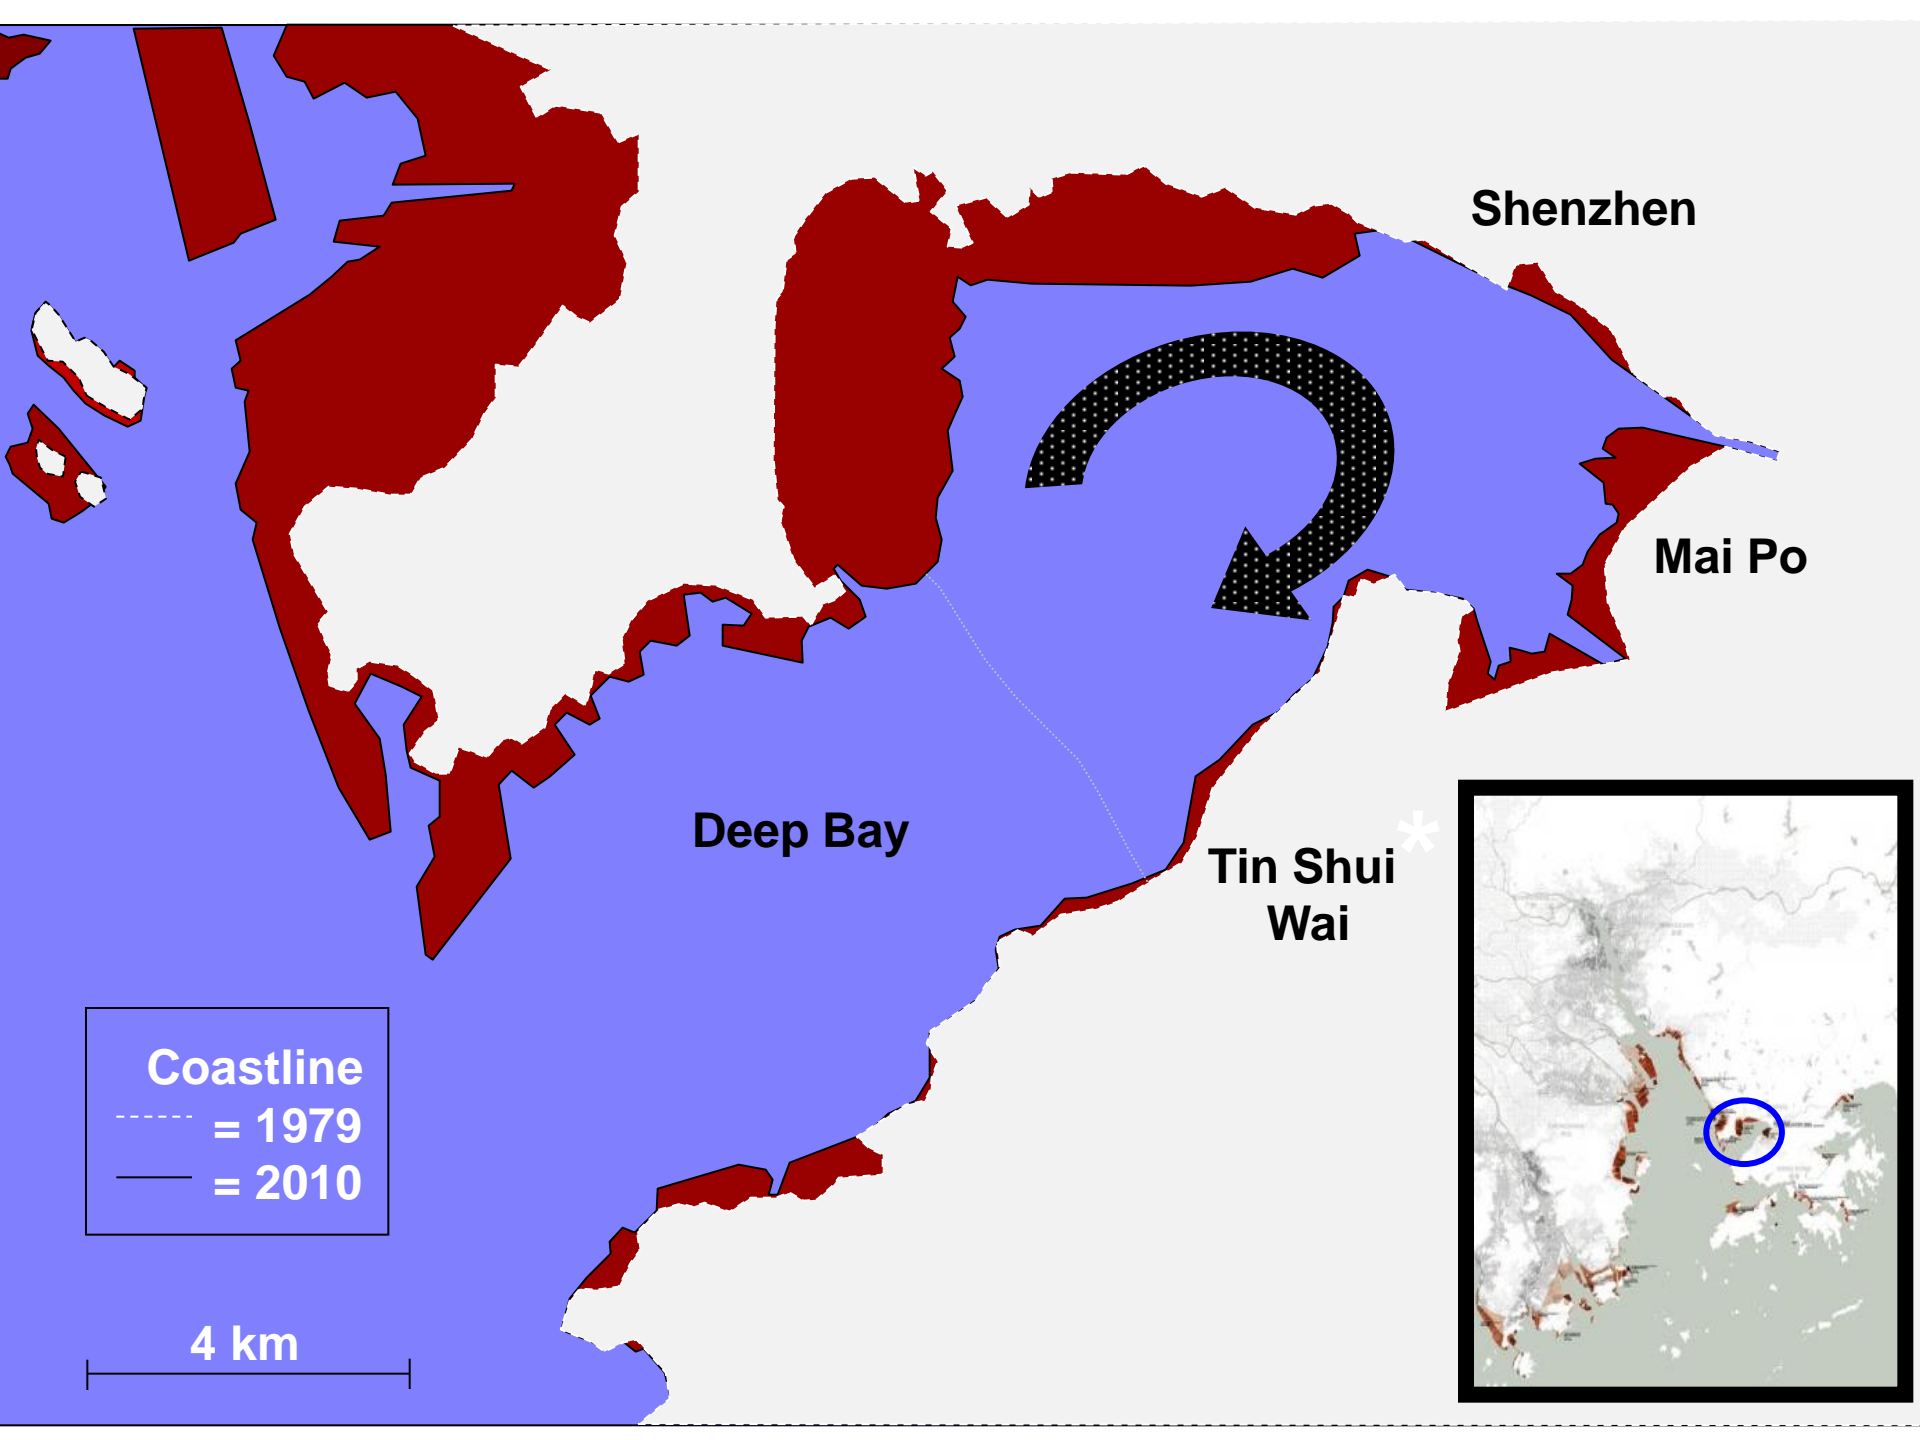 Shenzhen
Mai Po
Deep Bay
*
Tin Shui
Wai
Coastline
= 1979
= 2010
4 km